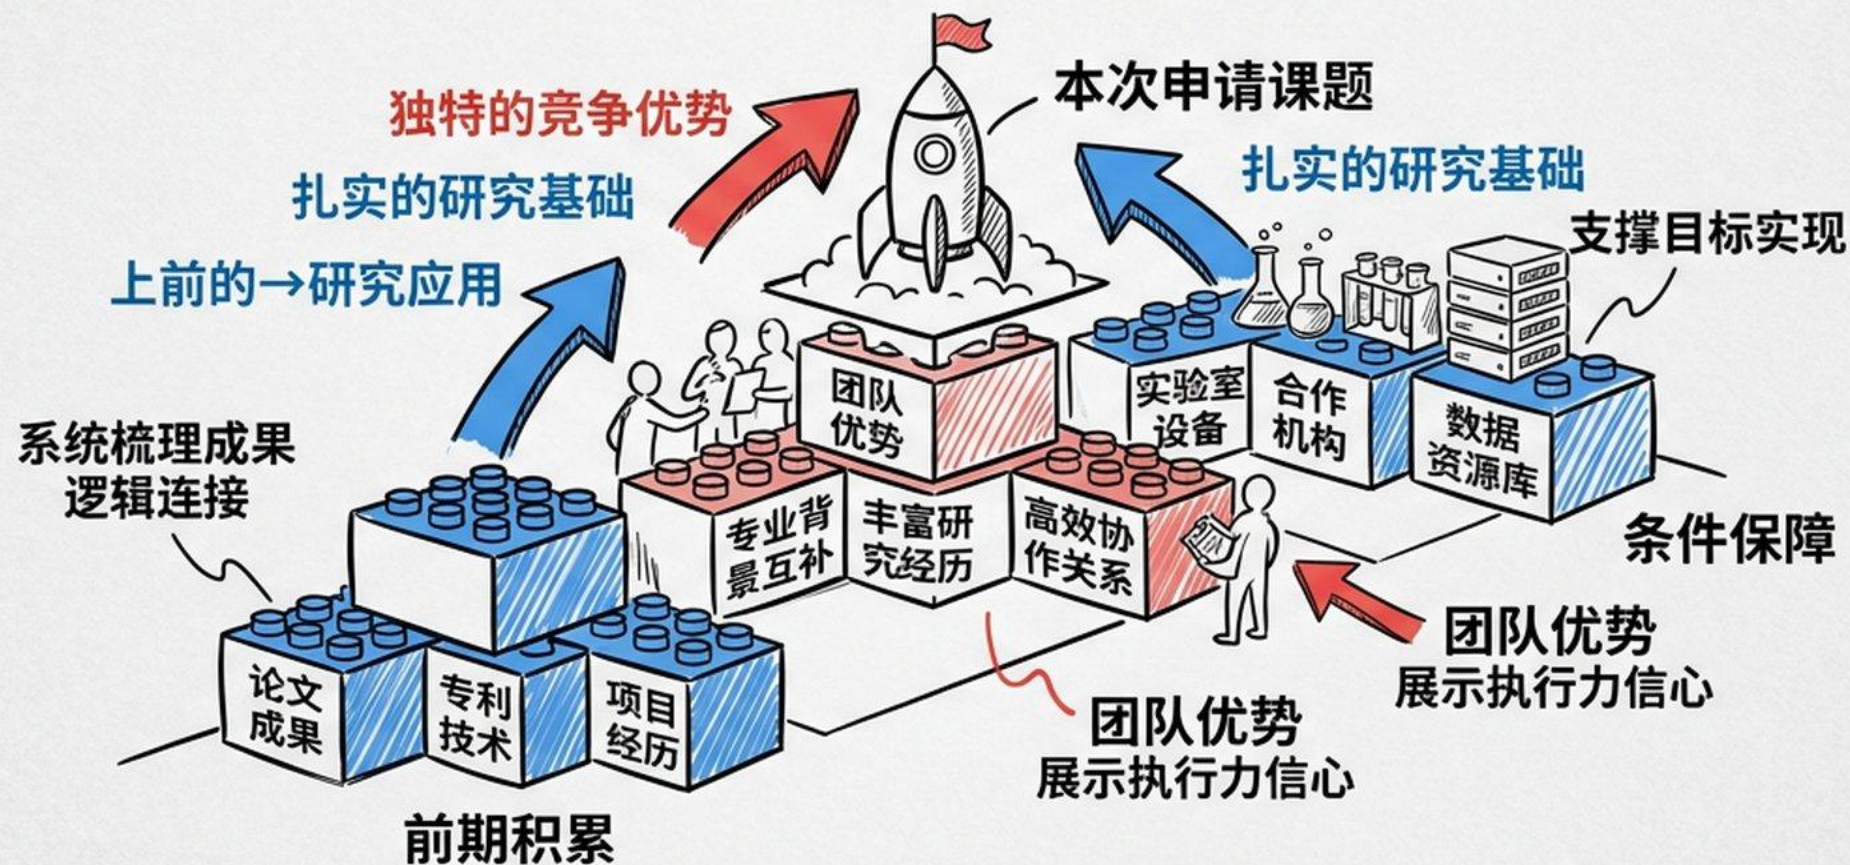 本次申请课题
独特的竞争优势
扎实的研究基础
扎实的研究基础
上前的→研究应用
支撑目标实现
系统梳理成果
逻辑连接
团队
优势
实验室
设备
合作
机构
数据
资源库
专业背
景互补
丰富研
究经历
高效协
作关系
条件保障
论文
成果
专利
技术
项目
经历
团队优势
展示执行力信心
团队优势
展示执行力信心
前期积累